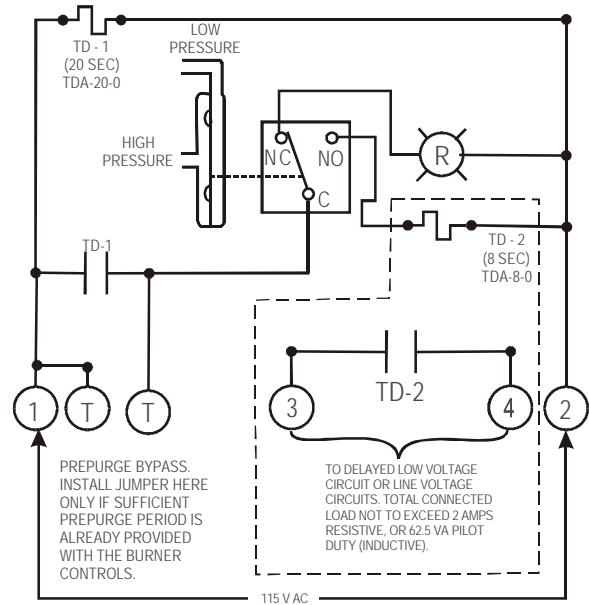 TD - 1
(20 SEC)
TDA-20-0
LOW
PRESSURE
HIGH
PRESSURE
NC
NO
C
R
TD-1
TD - 2
(8 SEC)
TDA-8-0
TD-2
1
T
T
3
4
2
PREPURGE BYPASS.
INSTALL JUMPER HERE
ONLY IF SUFFICIENT
PREPURGE PERIOD IS
ALREADY PROVIDED
WITH THE BURNER
CONTROLS.
TO DELAYED LOW VOLTAGE
CIRCUIT OR LINE VOLTAGE
CIRCUITS. TOTAL CONNECTED
LOAD NOT TO EXCEED 2 AMPS
RESISTIVE, OR 62.5 VA PILOT
DUTY (INDUCTIVE).
115 V AC